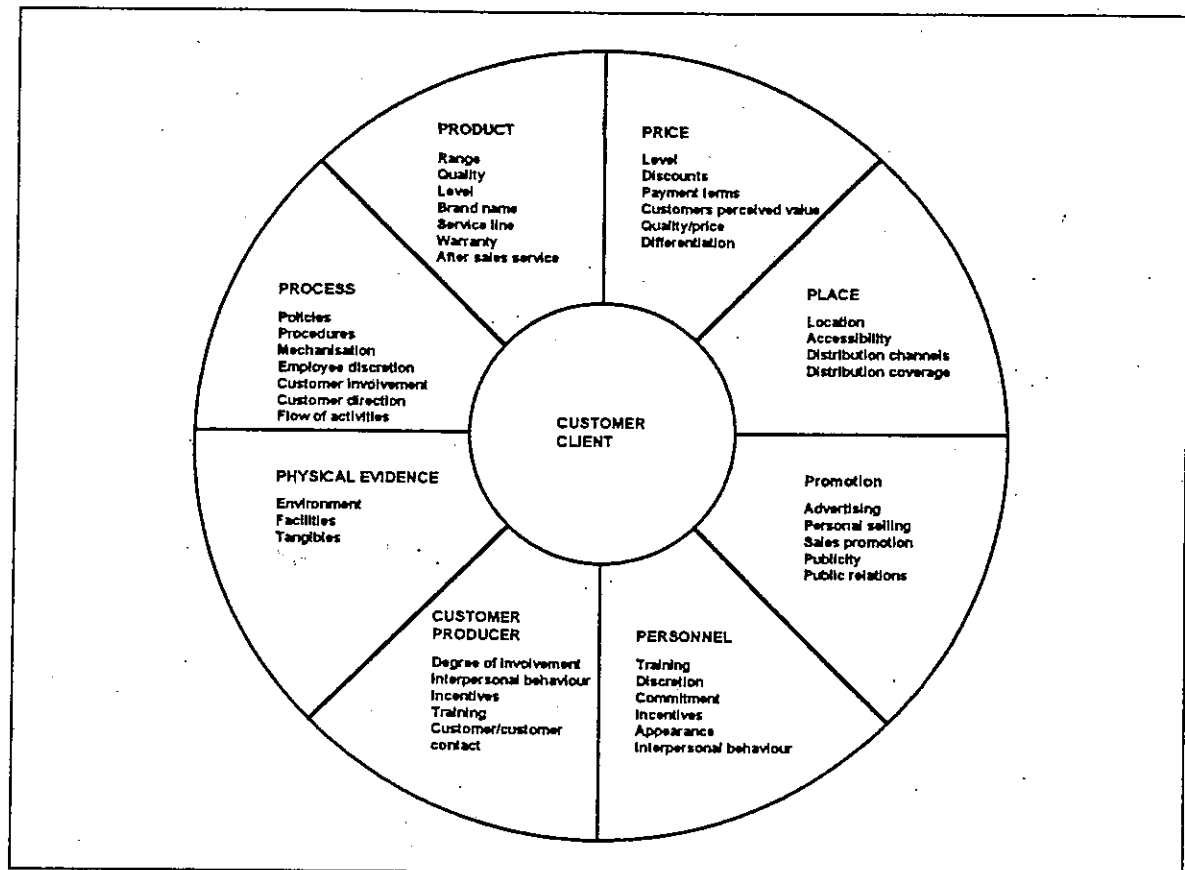 PRODUCT
Range
Quality
Level
Brand name
Service line
Warranty
After sales service
PRICE
Level
Discounts
Payment terms
Customers perceived value
Quality/price
Differentiation
PLACE
Location
Accessibility
Distribution channels
Distribution coverage
Promotion
Advertising
Personal selling
Sales promotion
Publicity
Public relations
PERSONNEL
Training
Discretion
Commitment
Incentives
Appearance
Interpersonal behaviour
CUSTOMER
PRODUCER
Degree of involvement
Interpersonal behaviour
Incentives
Training
Customer/customer
contact
PHYSICAL EVIDENCE
Environment
Facilities
Tangibles
PROCESS
Policies
Procedures
Mechanisation
Employee discretion
Customer involvement
Customer direction
Flow of activities
CUSTOMER
CLIENT